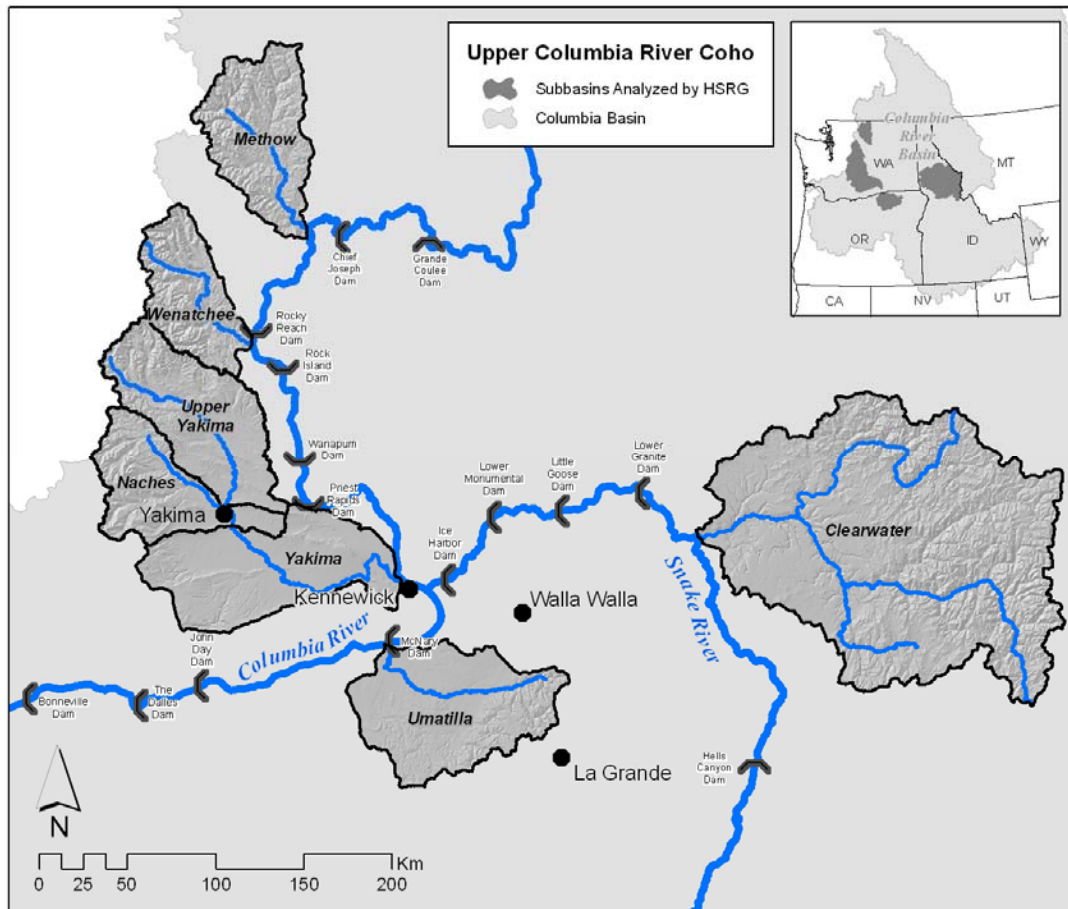 Upper Columbia River Coho
Subbasins Analyzed by HSRG
Columbia Basin
Columbia
River
Basin
WA
MT
OR
ID
WY
CA
NV
UT
Methow
Chief
Joseph
Dam
Grande
Coulee
Dam
Wenatchee
Rocky
Reach
Dam
Rock
Island
Dam
Upper
Yakima
Wanapum
Dam
Naches
Priest
Rapids
Dam
Yakima
Yakima
Kennewick
Ice
Harbor
Dam
Lower
Monumental
Dam
Little
Goose
Dam
Lower
Granite
Dam
Clearwater
Snake River
Walla Walla
Columbia River
John
Day
Dam
McNary
Dam
Bonneville
Dam
The
Dalles
Dam
Umatilla
La Grande
Hells
Canyon
Dam
N
Km
0 25 50 100 150 200